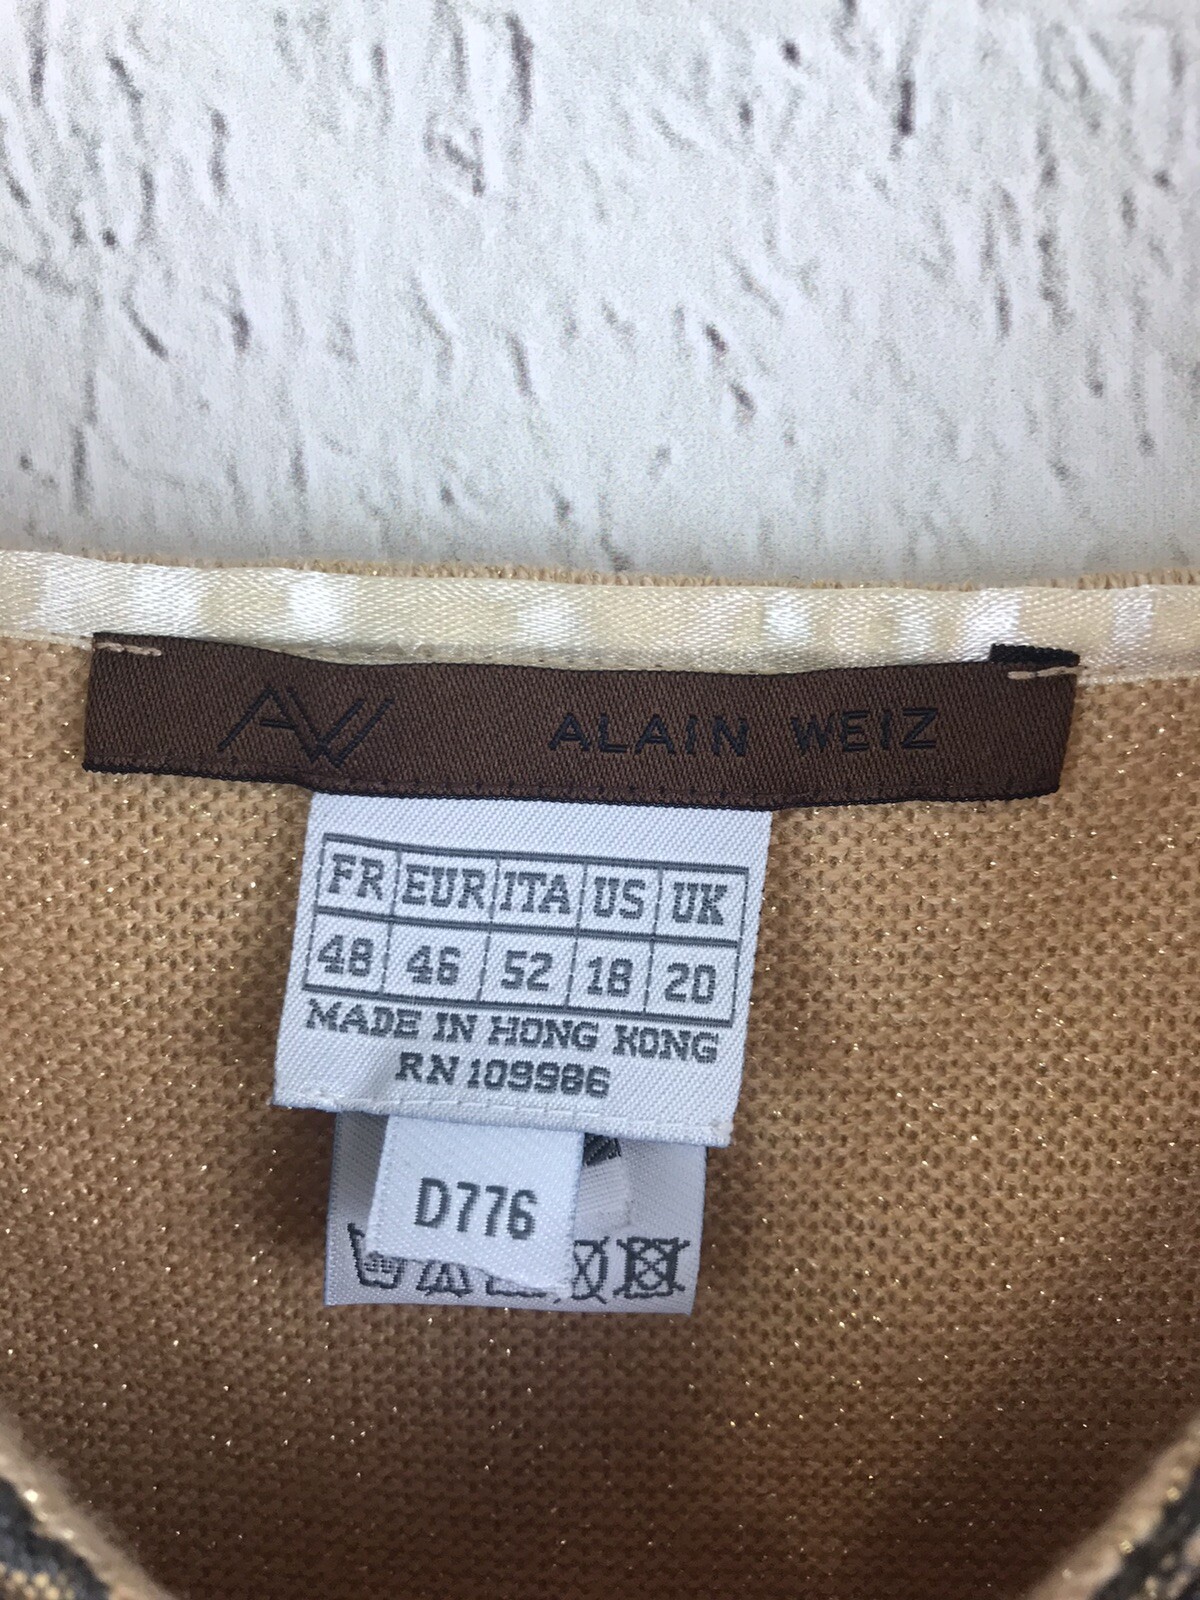 AW ALAIN WEIZ
FR EUR ITA US UK
48 46 52 18 20
MADE IN HONG KONG
RN 109986
D776